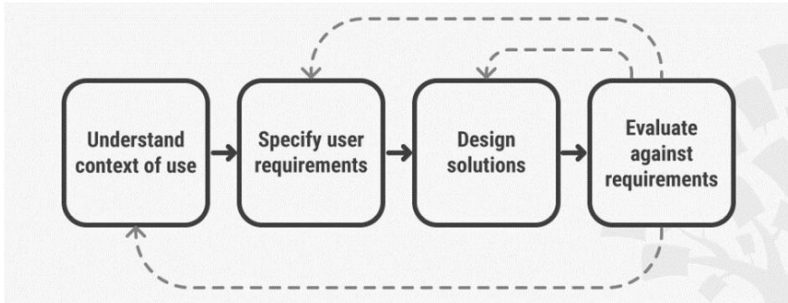 Understand
context of use
Specify user
requirements
Design
solutions
Evaluate
against
requirements